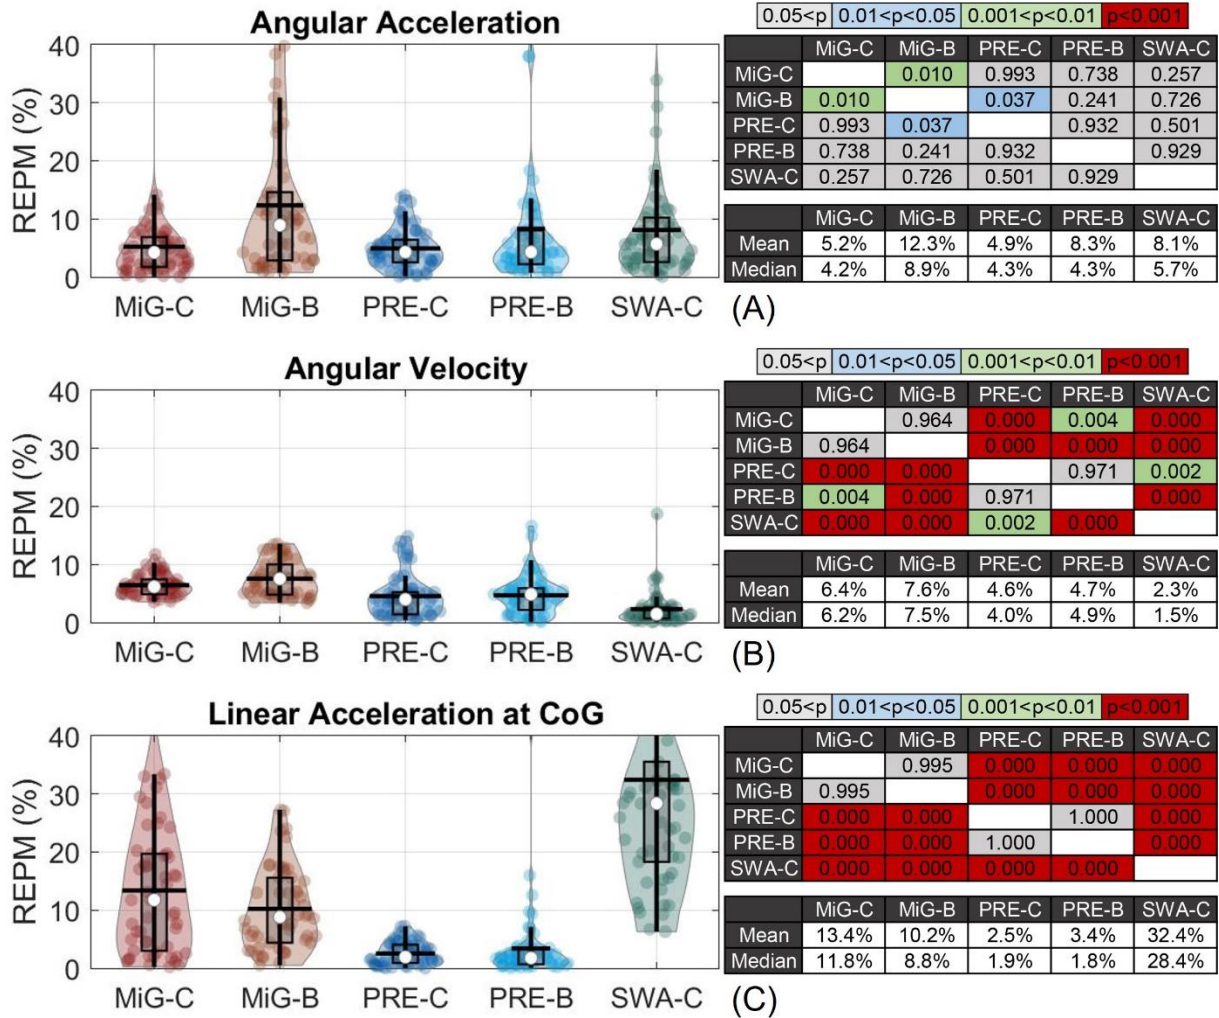 Angular Acceleration
REPM (%)
40
30
20
10
0
MiG-C MiG-B PRE-C PRE-B SWA-C
0.05<p 0.01<p<0.05 0.001<p<0.01 p<0.001
MiG-C MiG-B PRE-C PRE-B SWA-C
MiG-C 0.010 0.993 0.738 0.257
MiG-B 0.010 0.037 0.241 0.726
PRE-C 0.993 0.037 0.932 0.501
PRE-B 0.738 0.241 0.932 0.929
SWA-C 0.257 0.726 0.501 0.929
MiG-C MiG-B PRE-C PRE-B SWA-C
Mean 5.2% 12.3% 4.9% 8.3% 8.1%
Median 4.2% 8.9% 4.3% 4.3% 5.7%
(A)
Angular Velocity
REPM (%)
40
30
20
10
0
MiG-C MiG-B PRE-C PRE-B SWA-C
0.05<p 0.01<p<0.05 0.001<p<0.01 p<0.001
MiG-C MiG-B PRE-C PRE-B SWA-C
MiG-C 0.964 0.000 0.004 0.000
MiG-B 0.964 0.000 0.000 0.000
PRE-C 0.000 0.000 0.971 0.002
PRE-B 0.004 0.000 0.971 0.000
SWA-C 0.000 0.000 0.002 0.000
MiG-C MiG-B PRE-C PRE-B SWA-C
Mean 6.4% 7.6% 4.6% 4.7% 2.3%
Median 6.2% 7.5% 4.0% 4.9% 1.5%
(B)
Linear Acceleration at CoG
REPM (%)
40
30
20
10
0
MiG-C MiG-B PRE-C PRE-B SWA-C
0.05<p 0.01<p<0.05 0.001<p<0.01 p<0.001
MiG-C MiG-B PRE-C PRE-B SWA-C
MiG-C 0.995 0.000 0.000 0.000
MiG-B 0.995 0.000 0.000 0.000
PRE-C 0.000 0.000 1.000 0.000
PRE-B 0.000 0.000 1.000 0.000
SWA-C 0.000 0.000 0.000 0.000
MiG-C MiG-B PRE-C PRE-B SWA-C
Mean 13.4% 10.2% 2.5% 3.4% 32.4%
Median 11.8% 8.8% 1.9% 1.8% 28.4%
(C)